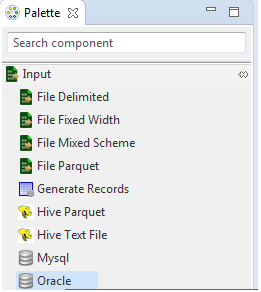 Palette
Search component
Input
File Delimited
File Fixed Width
File Mixed Scheme
File Parquet
Generate Records
Hive Parquet
Hive Text File
Mysql
Oracle